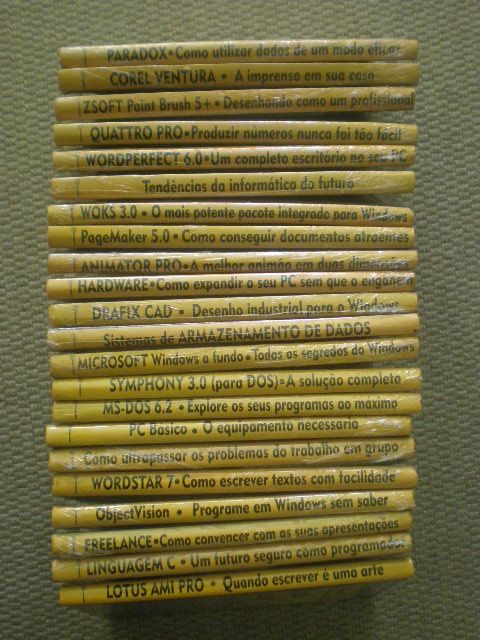 PARADOX • Como utilizar dados de um modo eficaz
COREL VENTURA • A imprensa em sua casa
ZSOFT Paint Brush 5+ • Desenhando como um profissional
QUATTRO PRO • Produzir números nunca foi tão fácil
WORDPERFECT 6.0 • Um completo escritório no seu PC
Tendências da informática do futuro
WOKS 3.0 • O mais potente pacote integrado para Windows
PageMaker 5.0 • Como conseguir documentos atraentes
ANIMATOR PRO • A melhor animão em duas dimensões
HARDWARE • Como expandir o seu PC sem que o enganem
DRAFIX CAD • Desenho industrial para o Windows
Sistemas de ARMAZENAMENTO DE DADOS
MICROSOFT Windows a fundo • Todos os segredos do Windows
SYMPHONY 3.0 (para DOS) • A solução completa
MS-DOS 6.2 • Explore os seus programas ao máximo
PC Básico • O equipamento necessário
Como ultrapassar os problemas do trabalho em grupo
WORDSTAR 7 • Como escrever textos com facilidade
ObjectVision • Programe em Windows sem saber
FREELANCE • Como convencer com as suas apresentações
LINGUAGEM C • Um futuro seguro como programador
LOTUS AMI PRO • Quando escrever é uma arte